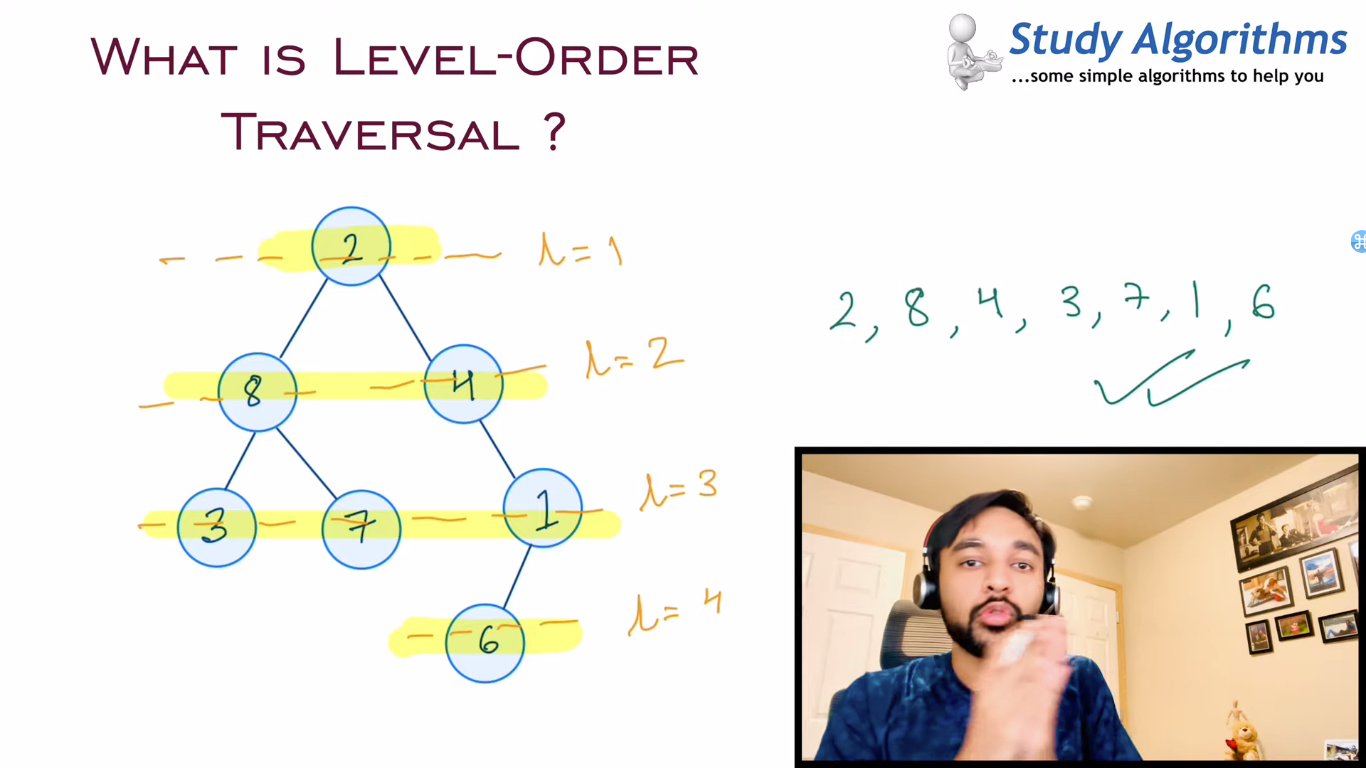 WHAT IS LEVEL-ORDER
TRAVERSAL ?
Study Algorithms
...some simple algorithms to help you
2
l=1
2, 8, 4, 3, 7, 1, 6
8
4
l=2
3
7
1
l=3
6
l=4